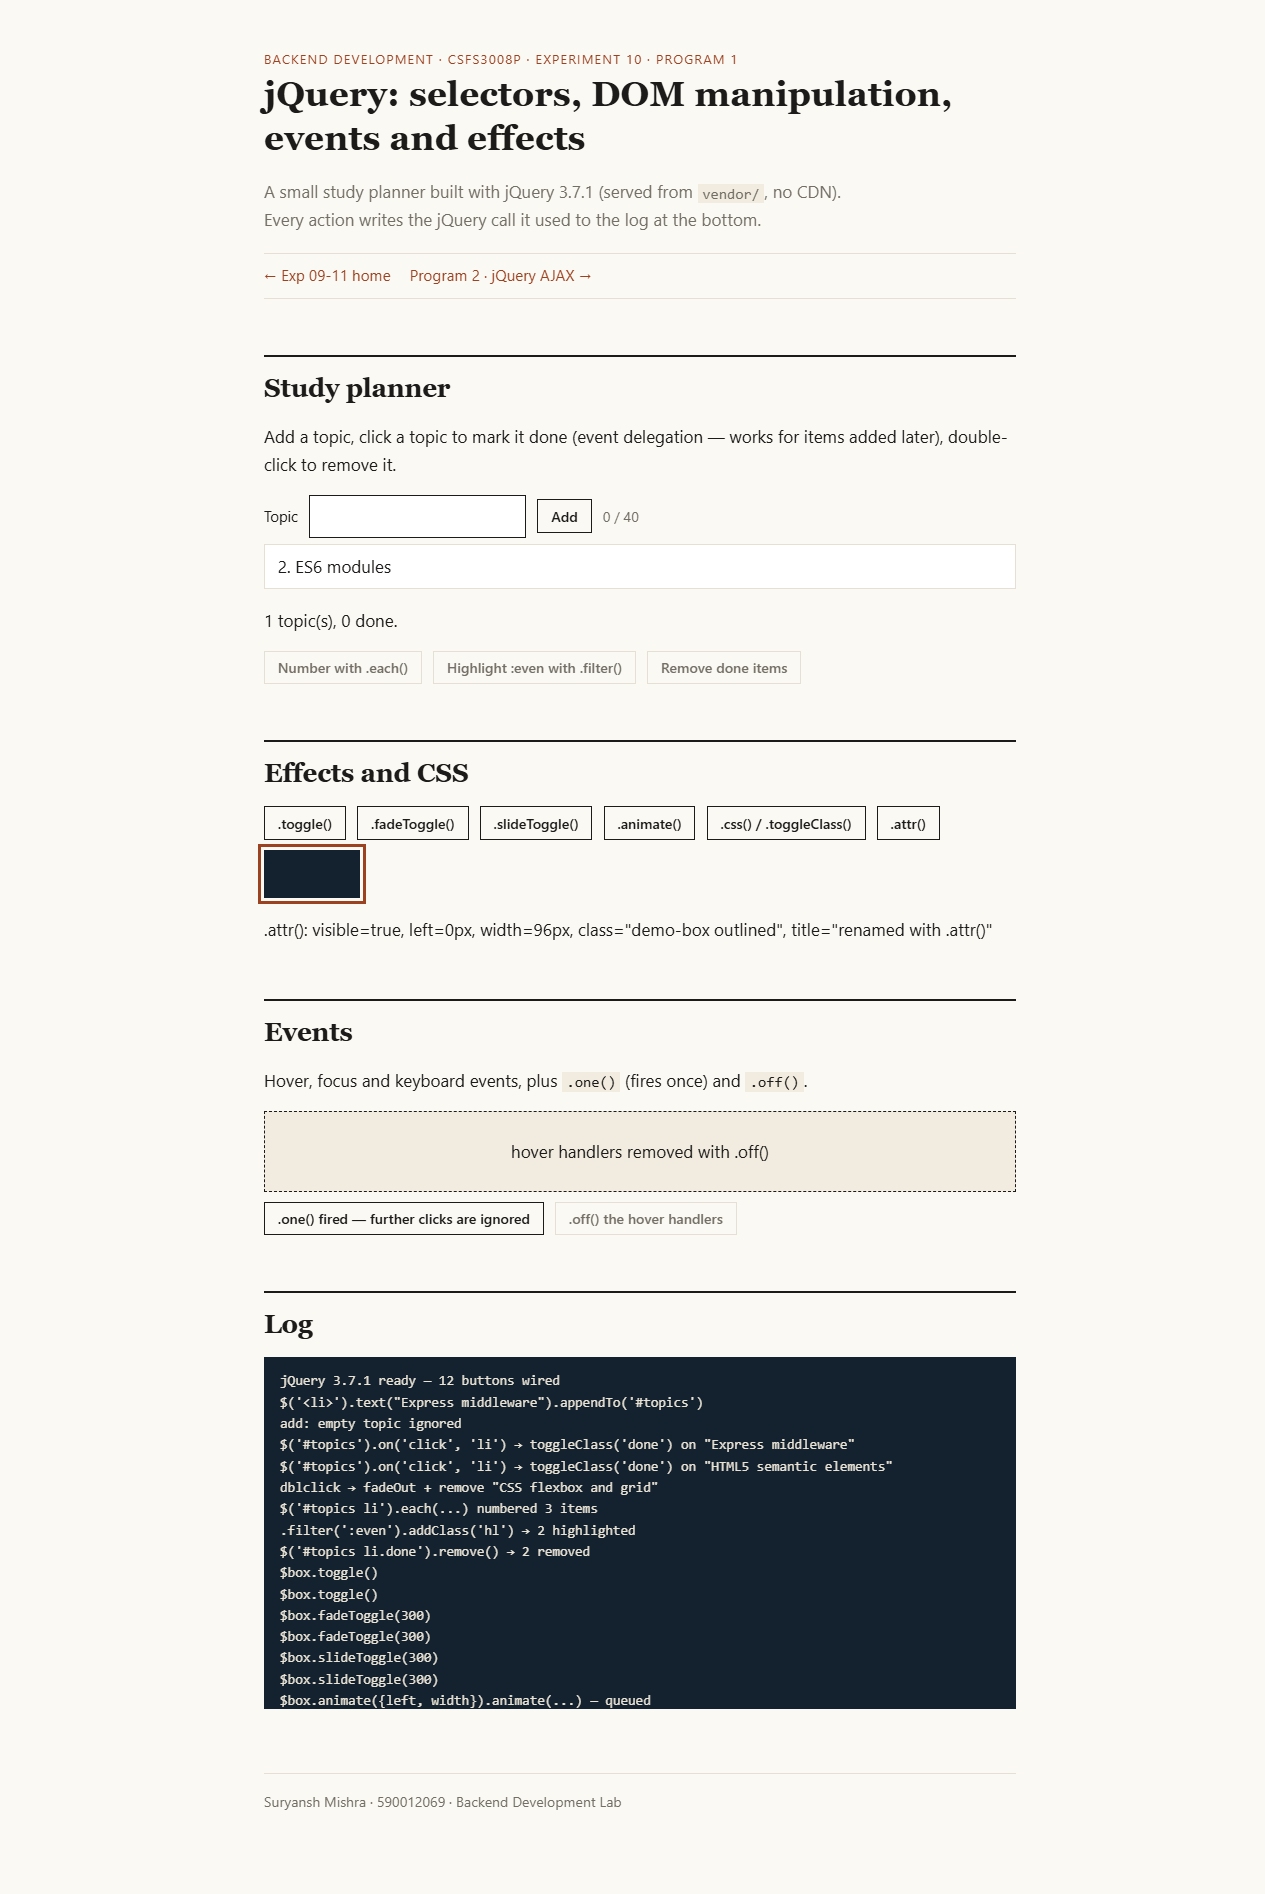 BACKEND DEVELOPMENT · CSFS3008P · EXPERIMENT 10 · PROGRAM 1
jQuery: selectors, DOM manipulation,
events and effects
A small study planner built with jQuery 3.7.1 (served from vendor/, no CDN).
Every action writes the jQuery call it used to the log at the bottom.
← Exp 09-11 home Program 2 · jQuery AJAX →
Study planner
Add a topic, click a topic to mark it done (event delegation — works for items added later), double-
click to remove it.
Topic Add 0 / 40
2. ES6 modules
1 topic(s), 0 done.
Number with .each() Highlight :even with .filter() Remove done items
Effects and CSS
.toggle() .fadeToggle() .slideToggle() .animate() .css() / .toggleClass() .attr()
.attr(): visible=true, left=0px, width=96px, class="demo-box outlined", title="renamed with .attr()"
Events
Hover, focus and keyboard events, plus .one() (fires once) and .off().
hover handlers removed with .off()
.one() fired — further clicks are ignored .off() the hover handlers
Log
jQuery 3.7.1 ready — 12 buttons wired
$('<li>').text("Express middleware").appendTo('#topics')
add: empty topic ignored
$('#topics').on('click', 'li') → toggleClass('done') on "Express middleware"
$('#topics').on('click', 'li') → toggleClass('done') on "HTML5 semantic elements"
dblclick → fadeOut + remove "CSS flexbox and grid"
$('#topics li').each(...) numbered 3 items
.filter(':even').addClass('hl') → 2 highlighted
$('#topics li.done').remove() → 2 removed
$box.toggle()
$box.toggle()
$box.fadeToggle(300)
$box.fadeToggle(300)
$box.slideToggle(300)
$box.slideToggle(300)
$box.animate({left, width}).animate(...) — queued
Suryansh Mishra · 590012069 · Backend Development Lab